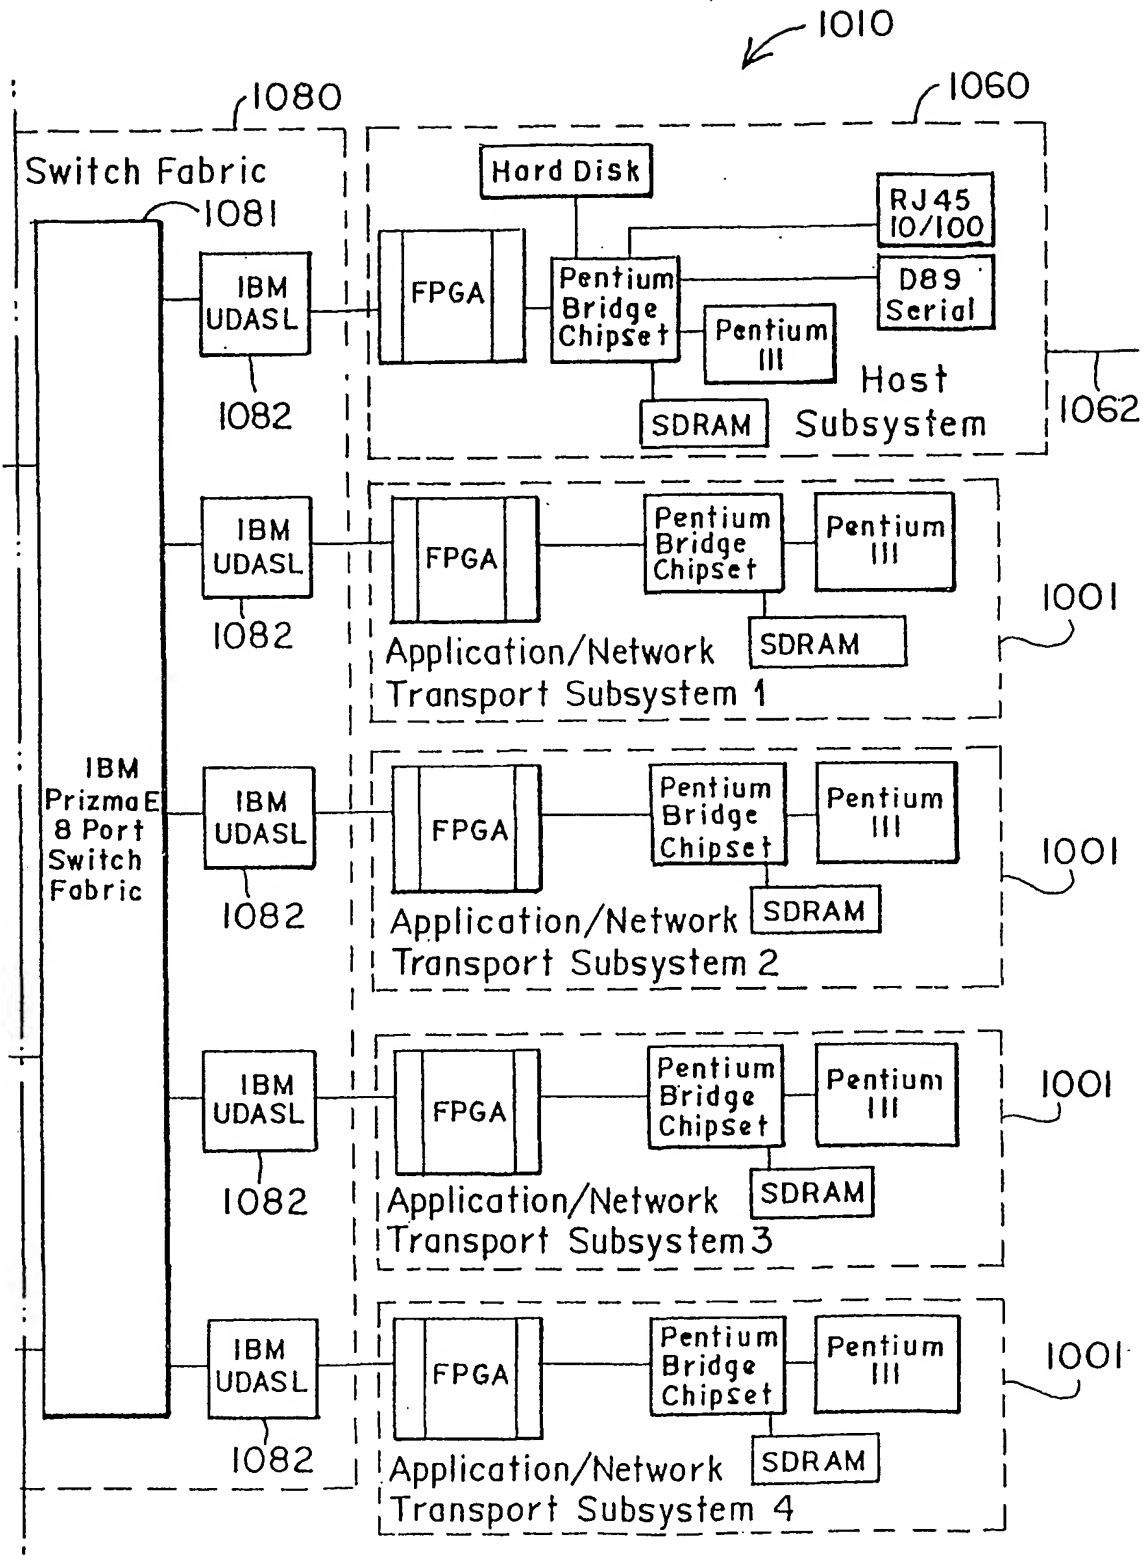 1010
1080
1060
Switch Fabric
1081
Hard Disk
RJ45
10/100
IBM
UDASL
FPGA
Pentium
Bridge
Chipset
D89
Serial
Pentium
III
1082
SDRAM
Host
Subsystem
1062
IBM
UDASL
FPGA
Pentium
Bridge
Chipset
Pentium
III
1001
1082
SDRAM
Application/Network
Transport Subsystem 1
IBM
PrizmaE
8 Port
Switch
Fabric
IBM
UDASL
FPGA
Pentium
Bridge
Chipset
Pentium
III
1001
1082
SDRAM
Application/Network
Transport Subsystem 2
IBM
UDASL
FPGA
Pentium
Bridge
Chipset
Pentium
III
1001
1082
SDRAM
Application/Network
Transport Subsystem 3
IBM
UDASL
FPGA
Pentium
Bridge
Chipset
Pentium
III
1001
1082
SDRAM
Application/Network
Transport Subsystem 4